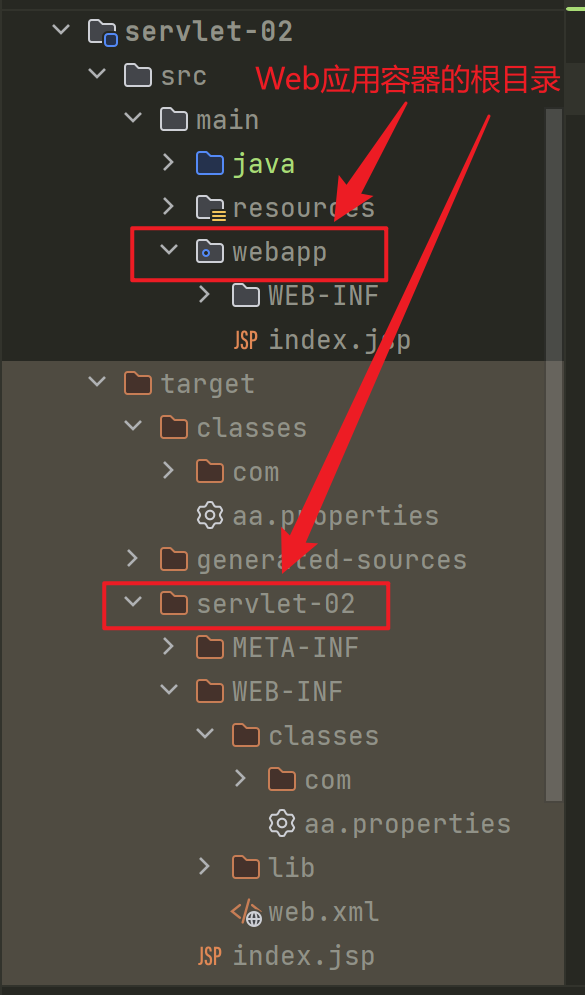 servlet-02
src
Web应用容器的根目录
main
java
resources
webapp
WEB-INF
JSP index.jsp
target
classes
com
aa.properties
generated-sources
servlet-02
META-INF
WEB-INF
classes
com
aa.properties
lib
web.xml
JSP index.jsp